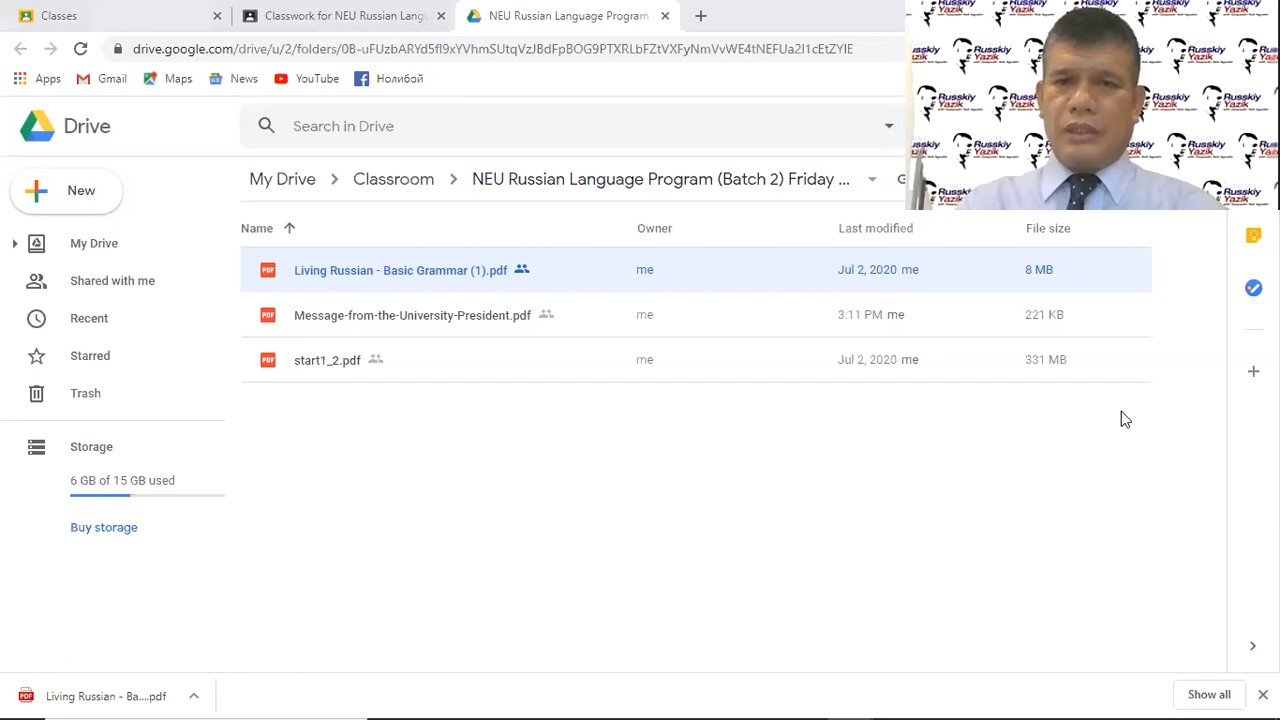 Classes
Classwork for the Russian Lang
NEU Russian Language Program
drive.google.com/drive/u/2/folders/
Apps
Gmail
Maps
News
YouTube
Нолибой
Drive
Search in Drive
Russkiy
Yazik
My Drive
Classroom
NEU Russian Language Program (Batch 2) Friday ...
New
Name
Owner
Last modified
File size
My Drive
Living Russian - Basic Grammar (1).pdf
me
Jul 2, 2020 me
8 MB
Shared with me
Message-from-the-University-President.pdf
me
3:11 PM me
221 KB
Recent
start1_2.pdf
me
Jul 2, 2020 me
331 MB
Starred
Trash
Storage
6 GB of 15 GB used
Buy storage
Living Russian - Ba....pdf
Show all